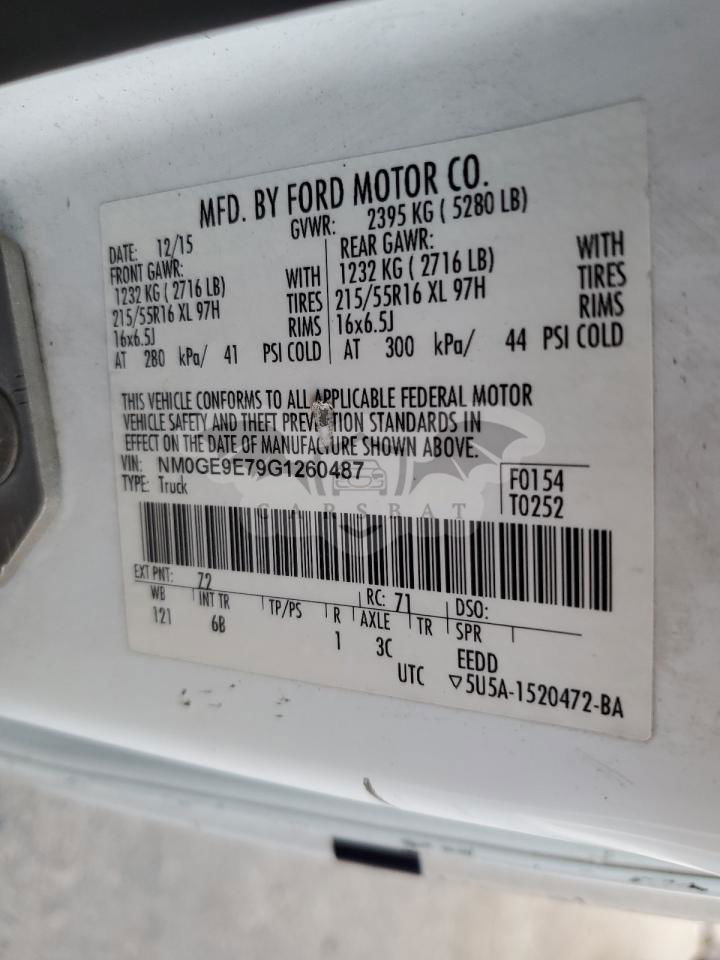 MFD. BY FORD MOTOR CO.
DATE: 12/15 GVWR: 2395 KG ( 5280 LB)
FRONT GAWR: REAR GAWR:
1232 KG ( 2716 LB) WITH 1232 KG ( 2716 LB) WITH
215/55R16 XL 97H TIRES 215/55R16 XL 97H TIRES
16x6.5J RIMS 16x6.5J RIMS
AT 280 kPa/ 41 PSI COLD AT 300 kPa/ 44 PSI COLD
THIS VEHICLE CONFORMS TO ALL APPLICABLE FEDERAL MOTOR
VEHICLE SAFETY AND THEFT PREVENTION STANDARDS IN
EFFECT ON THE DATE OF MANUFACTURE SHOWN ABOVE.
VIN: NM0GE9E79G1260487
TYPE: Truck
F0154
T0252
CARSBAT
EXT PNT: 72 RC: 71 DSO:
WB INT TR TP/PS R AXLE TR SPR
121 6B 1 3C EEDD
UTC ▽5U5A-1520472-BA